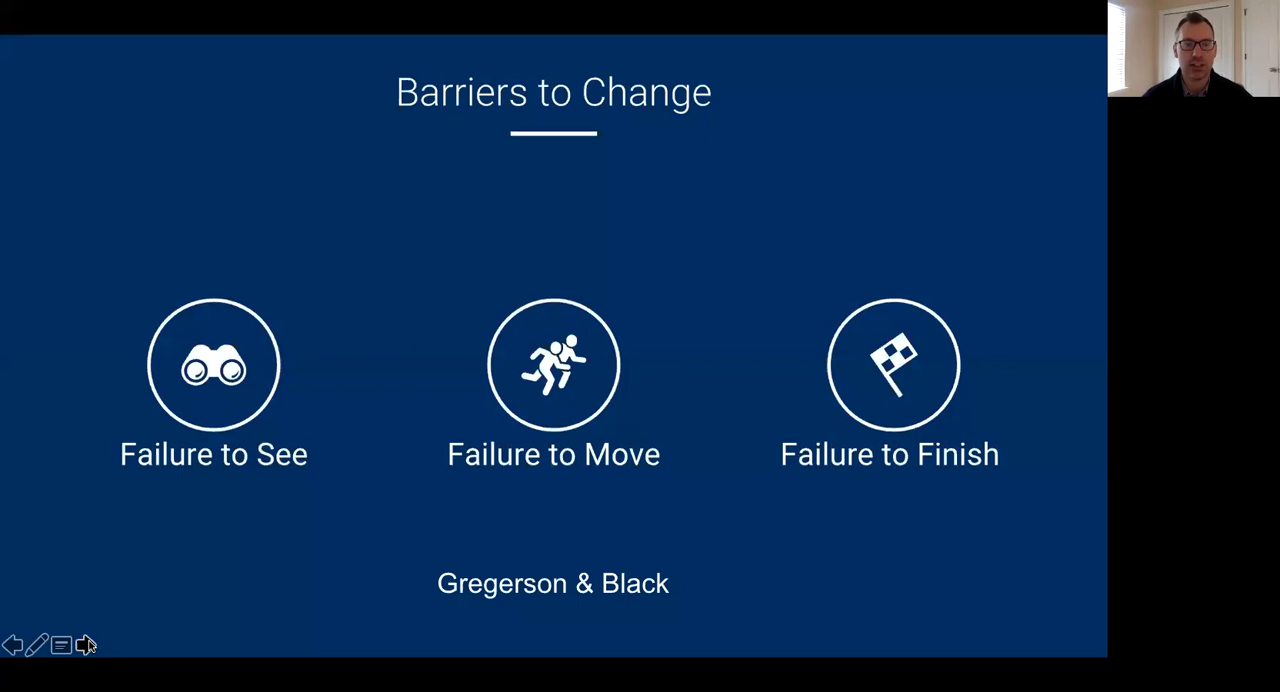 Barriers to Change
Failure to See
Failure to Move
Failure to Finish
Gregerson & Black